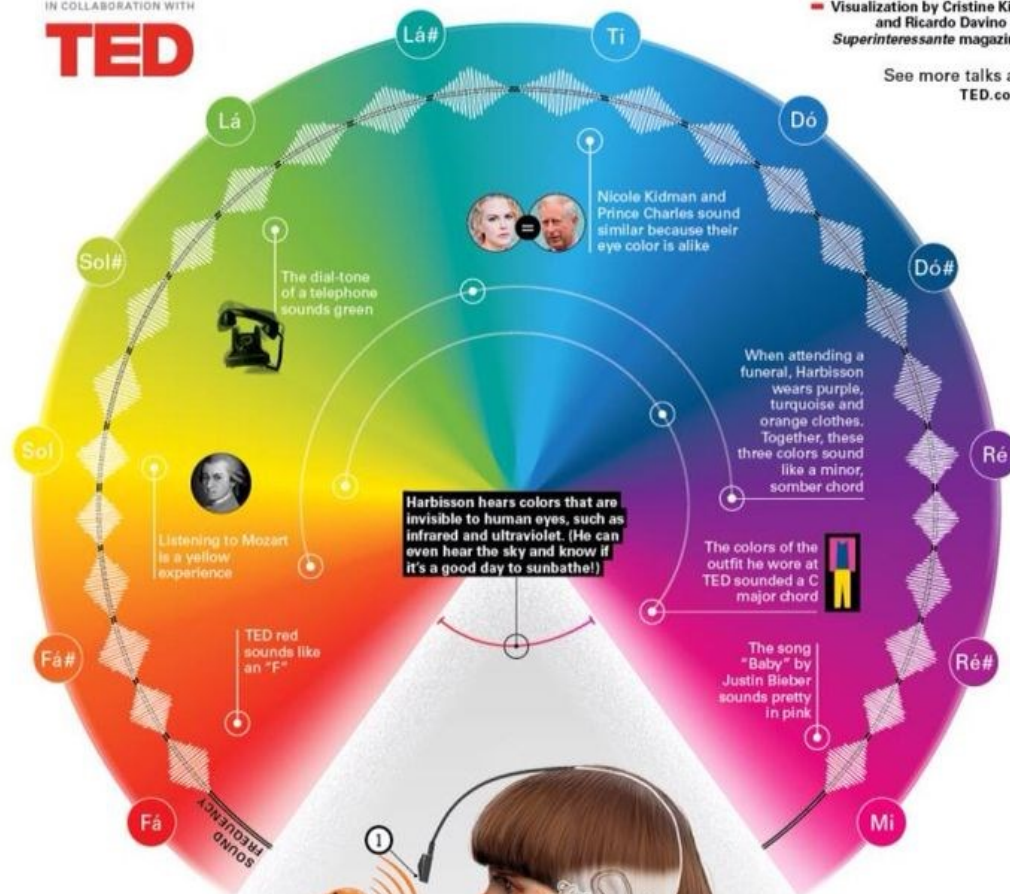 IN COLLABORATION WITH
TED
Visualization by Cristine
and Ricardo Davino
Superinteressante
See more talks
Lá#
Ti
Lá
Dó
Sol#
Dó#
Sol
Ré
Fá#
Ré#
Fá
Mi
Nicole Kidman and
Prince Charles sound
similar because their
eye color is alike
=
The dial-tone
of a telephone
sounds green
When attending a
funeral, Harbisson
wears purple,
turquoise and
orange clothes.
Together, these
three colors sound
like a minor,
somber chord
Listening to Mozart
is a yellow
experience
Harbisson hears colors that are
invisible to human eyes, such as
infrared and ultraviolet. (He can
even hear the sky and know if
it's a good day to sunbathe!)
The colors of the
outfit he wore at
TED sounded a C
major chord
TED red
sounds like
an "F"
The song
"Baby" by
Justin Bieber
sounds pretty
in pink
SOUND
FREQUENCY
1